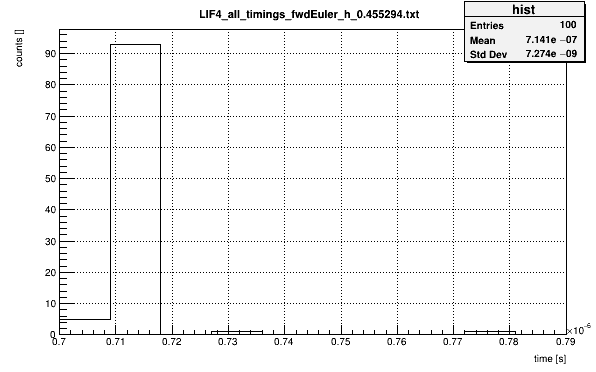 LIF4_all_timings_fwdEuler_h_0.455294.txt
hist
Entries 100
Mean 7.141e −07
Std Dev 7.274e −09
counts []
90
80
70
60
50
40
30
20
10
0
0.7 0.71 0.72 0.73 0.74 0.75 0.76 0.77 0.78 0.79
×10⁻⁶
time [s]